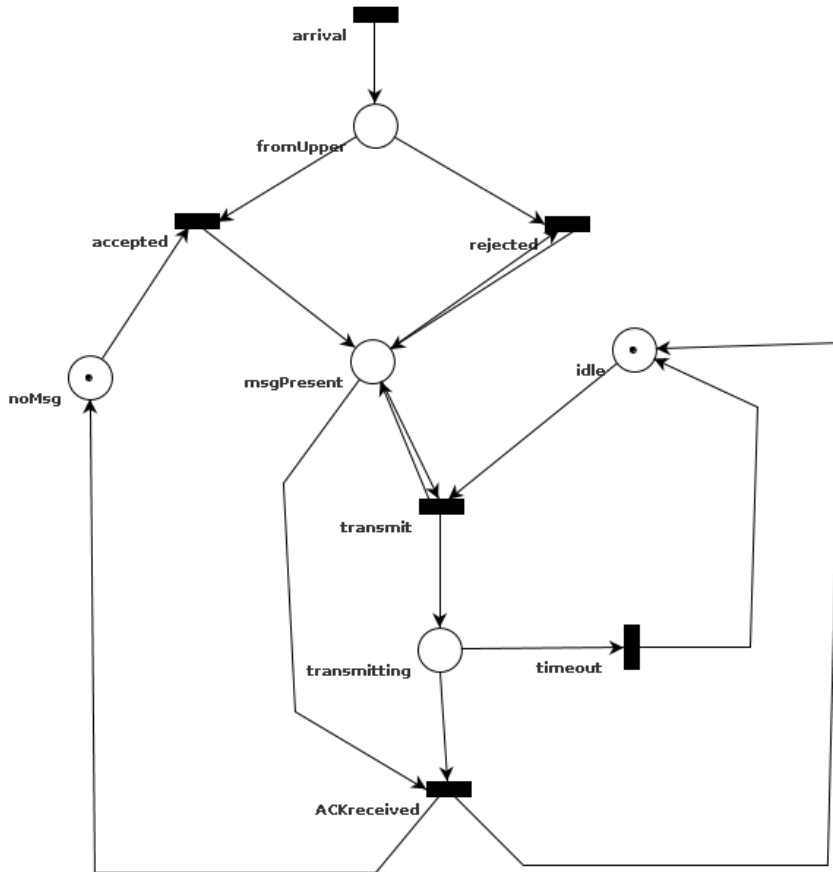 arrival
fromUpper
accepted
rejected
noMsg
msgPresent
idle
transmit
transmitting
timeout
ACKreceived